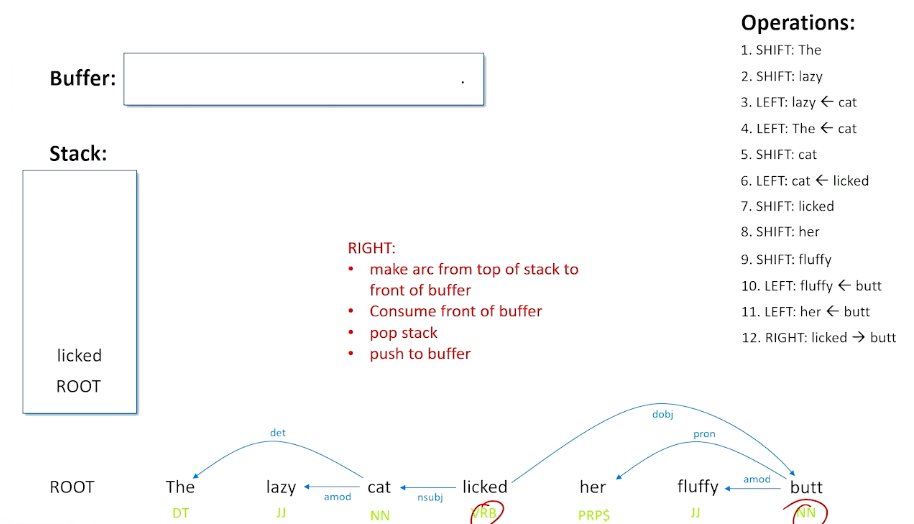 Operations:
Buffer:
.
1. SHIFT: The
2. SHIFT: lazy
3. LEFT: lazy ← cat
4. LEFT: The ← cat
5. SHIFT: cat
6. LEFT: cat ← licked
7. SHIFT: licked
8. SHIFT: her
9. SHIFT: fluffy
10. LEFT: fluffy ← butt
11. LEFT: her ← butt
12. RIGHT: licked → butt
Stack:
licked
ROOT
RIGHT:
• make arc from top of stack to
front of buffer
• Consume front of buffer
• pop stack
• push to buffer
det
dobj
pron
ROOT The lazy cat licked her fluffy butt
amod nsubj amod
DT JJ NN VRB PRP$ JJ NN